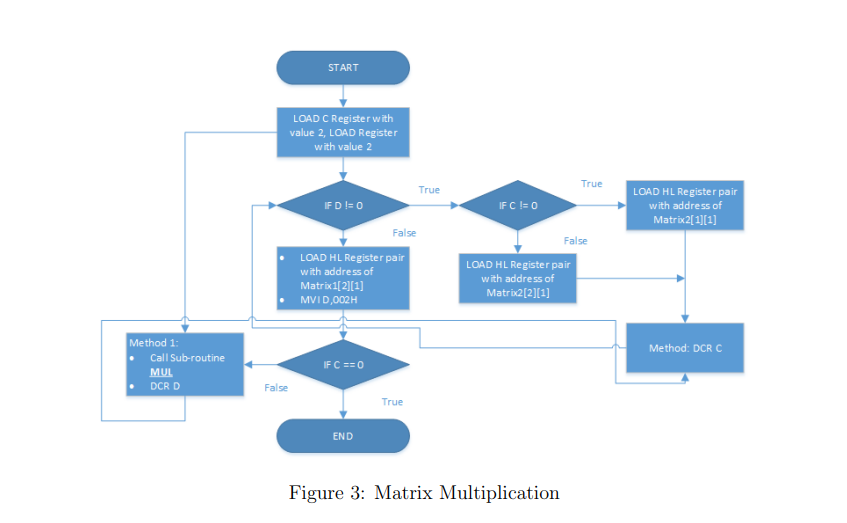 START
LOAD C Register with
value 2, LOAD Register
with value 2
IF D != 0
True
IF C != 0
True
LOAD HL Register pair
with address of
Matrix2[1][1]
False
False
• LOAD HL Register pair
with address of
Matrix1[2][1]
• MVI D,002H
LOAD HL Register pair
with address of
Matrix2[2][1]
Method 1:
• Call Sub-routine
MUL
• DCR D
IF C == 0
Method: DCR C
False
True
END
Figure 3: Matrix Multiplication